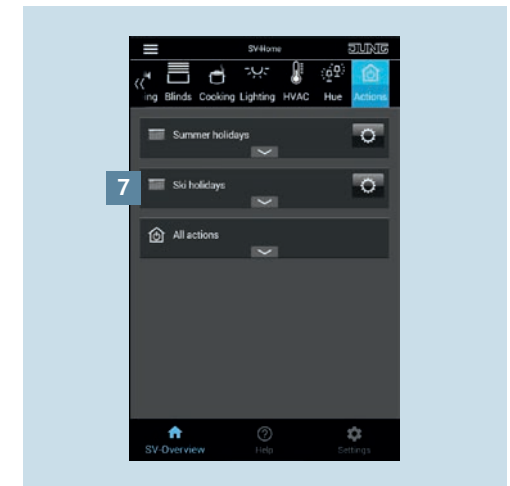 SV-Home JUNG
ing Blinds Cooking Lighting HVAC Hue Actions
Summer holidays
7 Ski holidays
All actions
SV-Overview Help Settings